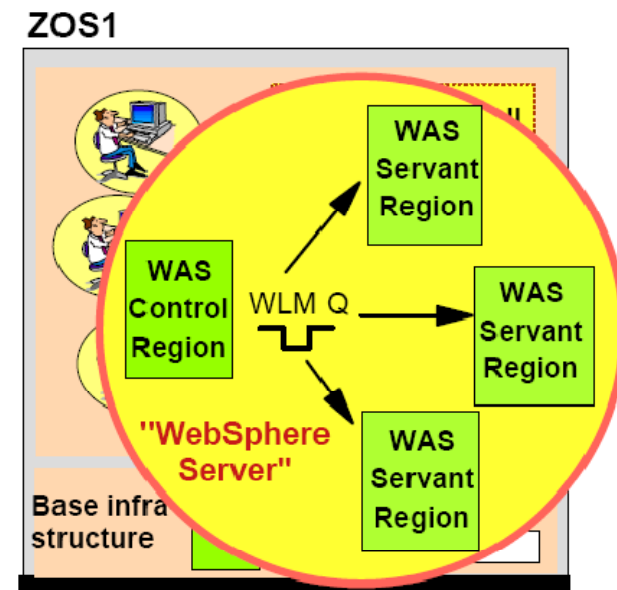 ZOS1
WAS
Servant
Region
WAS
Control
Region
WLM Q
WAS
Servant
Region
"WebSphere
Server"
WAS
Servant
Region
Base infra
structure